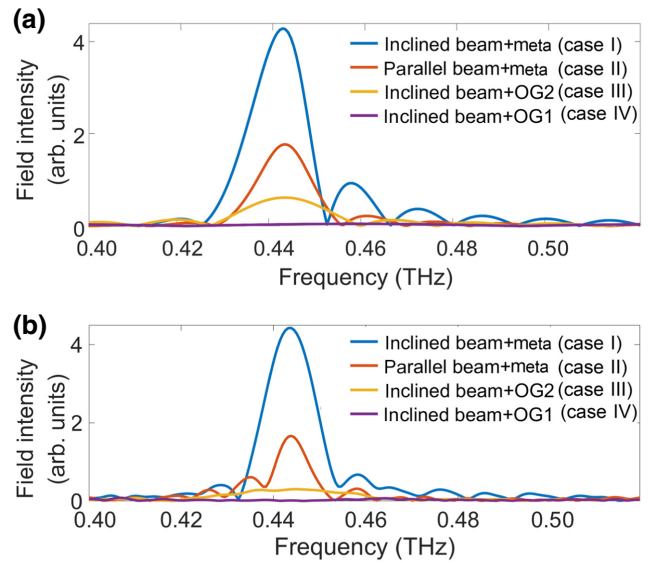 (a)
4
2
0
Field intensity
(arb. units)
Inclined beam+meta (case I)
Parallel beam+meta (case II)
Inclined beam+OG2 (case III)
Inclined beam+OG1 (case IV)
0.40 0.42 0.44 0.46 0.48 0.50
Frequency (THz)
(b)
4
2
0
Field intensity
(arb. units)
Inclined beam+meta (case I)
Parallel beam+meta (case II)
Inclined beam+OG2 (case III)
Inclined beam+OG1 (case IV)
0.40 0.42 0.44 0.46 0.48 0.50
Frequency (THz)